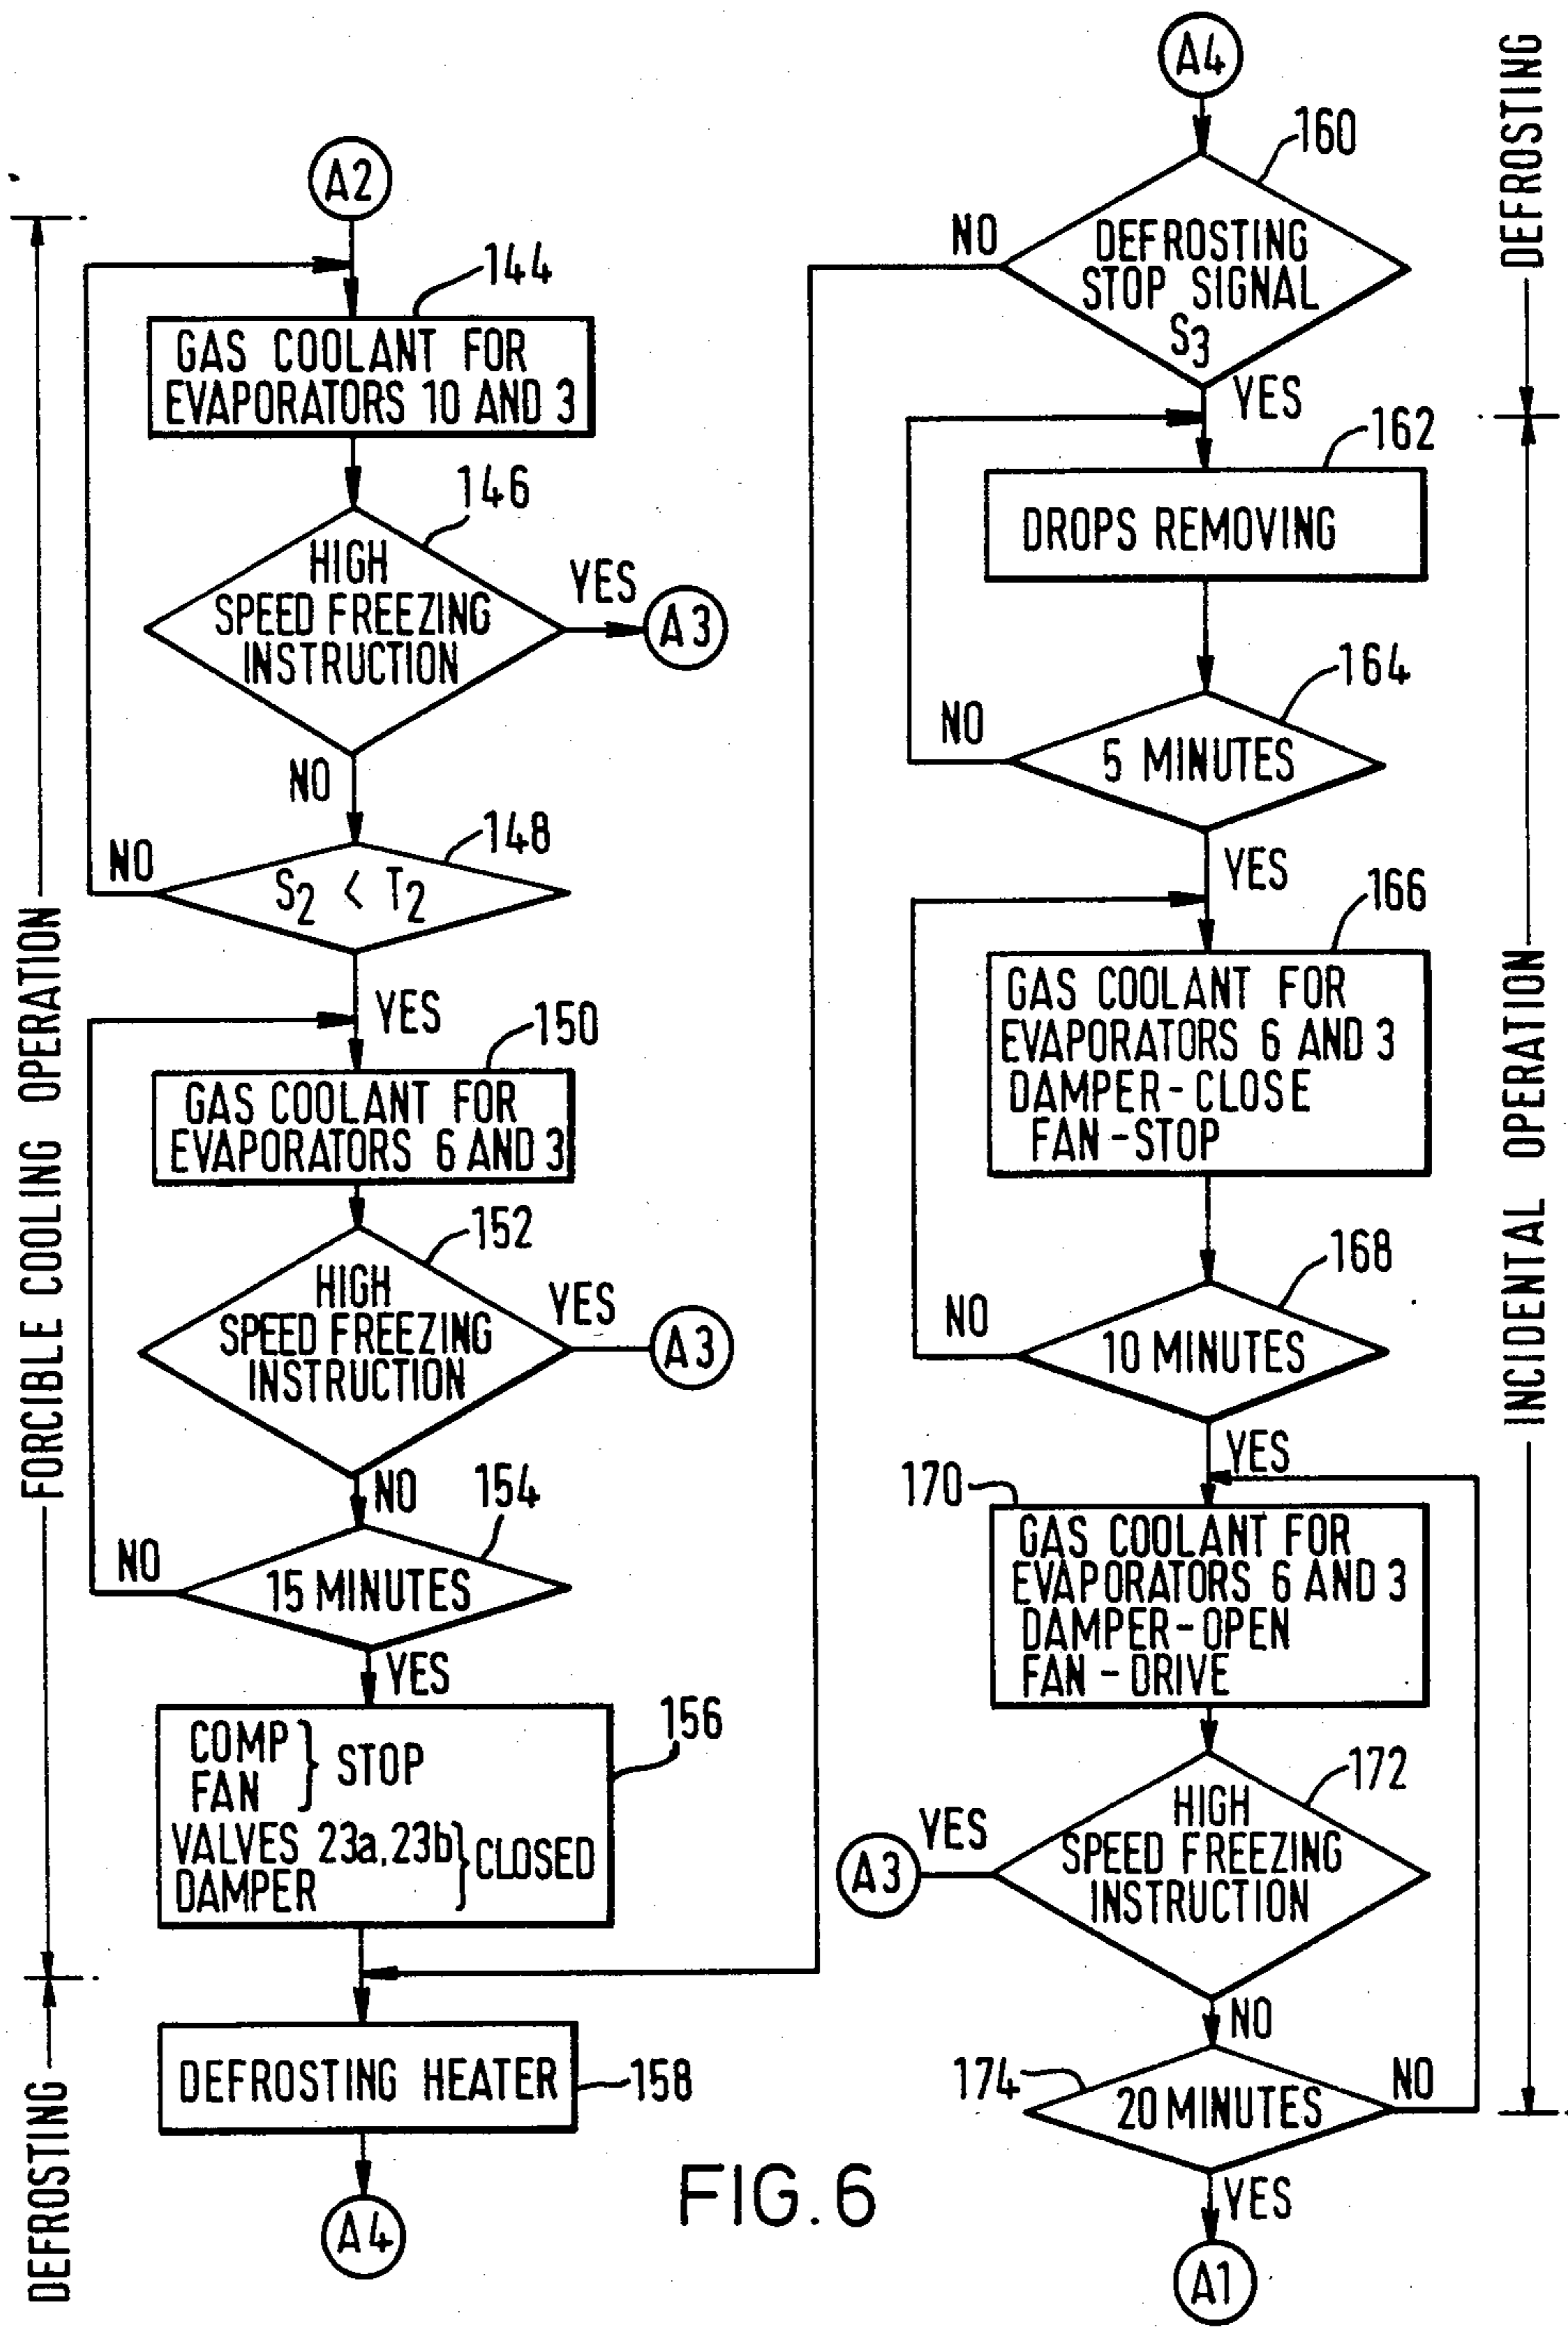 A2
144
GAS COOLANT FOR
EVAPORATORS 10 AND 3
146
HIGH
SPEED FREEZING
INSTRUCTION
YES
A3
NO
148
S2 < T2
NO
YES
150
GAS COOLANT FOR
EVAPORATORS 6 AND 3
152
HIGH
SPEED FREEZING
INSTRUCTION
YES
A3
NO
154
15 MINUTES
NO
YES
156
COMP
FAN
} STOP
VALVES 23a, 23b
DAMPER
} CLOSED
DEFROSTING HEATER
158
A4
FORCIBLE COOLING OPERATION
DEFROSTING
A4
160
DEFROSTING
STOP SIGNAL
S3
NO
YES
162
DROPS REMOVING
164
5 MINUTES
NO
YES
166
GAS COOLANT FOR
EVAPORATORS 6 AND 3
DAMPER-CLOSE
FAN-STOP
168
10 MINUTES
NO
YES
170
GAS COOLANT FOR
EVAPORATORS 6 AND 3
DAMPER-OPEN
FAN-DRIVE
172
HIGH
SPEED FREEZING
INSTRUCTION
YES
A3
NO
174
20 MINUTES
NO
YES
A1
DEFROSTING
INCIDENTAL OPERATION
FIG. 6